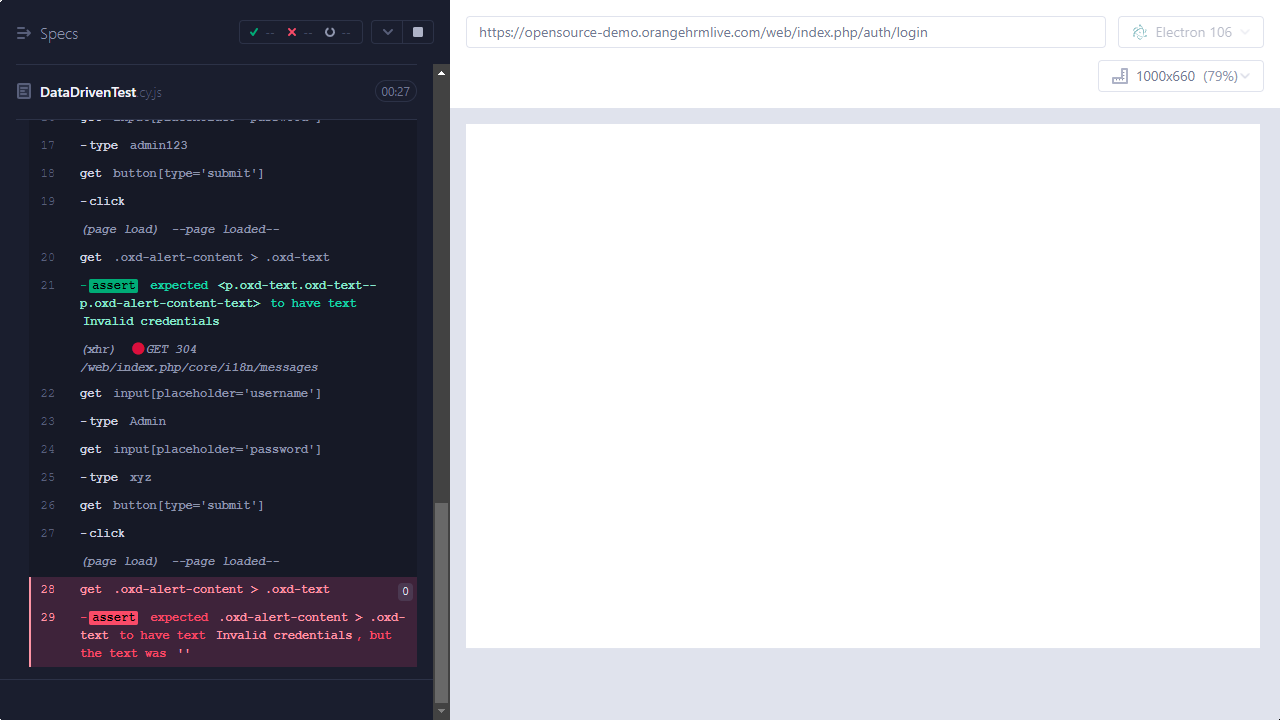 Specs
-- -- --
https://opensource-demo.orangehrmlive.com/web/index.php/auth/login
Electron 106
1000x660 (79%)
DataDrivenTest.cy.js
00:27
17 -type admin123
18 get button[type='submit']
19 -click
(page load) --page loaded--
20 get .oxd-alert-content > .oxd-text
21 -assert expected <p.oxd-text.oxd-text--
p.oxd-alert-content-text> to have text
Invalid credentials
(xhr) GET 304
/web/index.php/core/i18n/messages
22 get input[placeholder='username']
23 -type Admin
24 get input[placeholder='password']
25 -type xyz
26 get button[type='submit']
27 -click
(page load) --page loaded--
28 get .oxd-alert-content > .oxd-text 0
29 -assert expected .oxd-alert-content > .oxd-
text to have text Invalid credentials, but
the text was ''